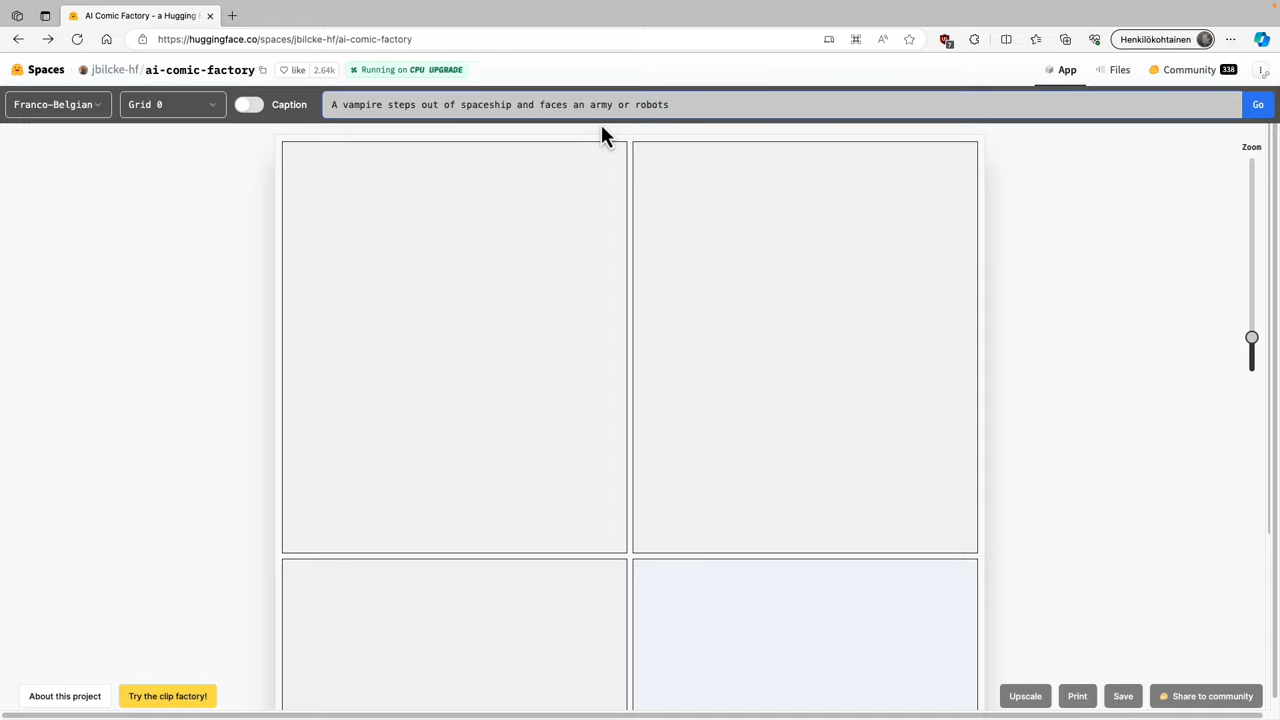 AI Comic Factory - a Hugging F
https://huggingface.co/spaces/jbilcke-hf/ai-comic-factory
7
Henkilökohtainen
Spaces
jbilcke-hf/ ai-comic-factory
like 2.64k
Running on CPU UPGRADE
App
Files
Community 338
Franco-Belgian
Grid 0
Caption
A vampire steps out of spaceship and faces an army or robots
Go
Zoom
About this project
Try the clip factory!
Upscale
Print
Save
Share to community